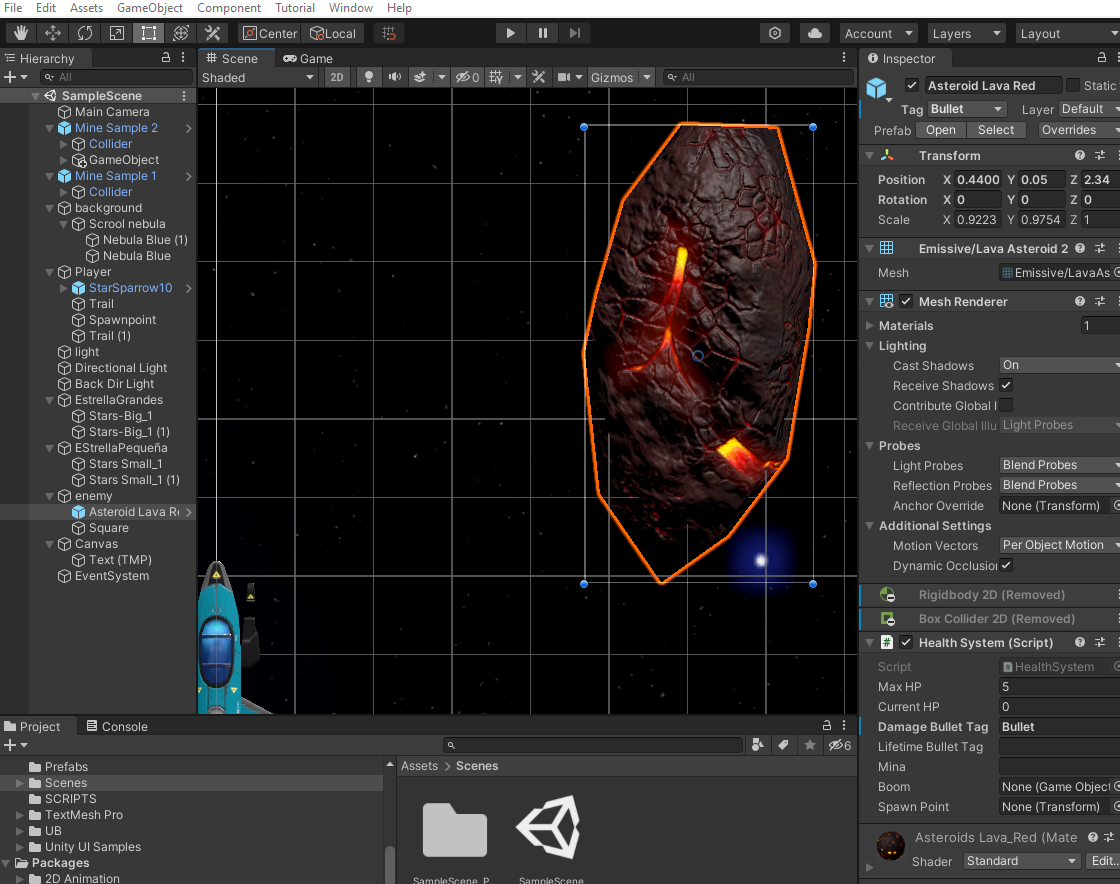 File Edit Assets GameObject Component Tutorial Window Help
Center Local Account Layers Layout
Hierarchy
All
SampleScene
Main Camera
Mine Sample 2
Collider
GameObject
Mine Sample 1
Collider
background
Scrool nebula
Nebula Blue (1)
Nebula Blue
Player
StarSparrow10
Trail
Spawnpoint
Trail (1)
light
Directional Light
Back Dir Light
EstrellaGrandes
Stars-Big_1
Stars-Big_1 (1)
EStrellaPequeña
Stars Small_1
Stars Small_1 (1)
enemy
Asteroid Lava Re
Square
Canvas
Text (TMP)
EventSystem
Scene Game
Shaded 2D 0 Gizmos All
Inspector
Asteroid Lava Red Static
Tag Bullet Layer Default
Prefab Open Select Overrides
Transform
Position X 0.4400 Y 0.05 Z 2.34
Rotation X 0 Y 0 Z 0
Scale X 0.9223 Y 0.9754 Z 1
Emissive/Lava Asteroid 2
Mesh Emissive/LavaAs
Mesh Renderer
Materials 1
Lighting
Cast Shadows On
Receive Shadows
Contribute Global I
Receive Global Illu Light Probes
Probes
Light Probes Blend Probes
Reflection Probes Blend Probes
Anchor Override None (Transform)
Additional Settings
Motion Vectors Per Object Motion
Dynamic Occlusio
Rigidbody 2D (Removed)
Box Collider 2D (Removed)
# Health System (Script)
Script HealthSystem
Max HP 5
Current HP 0
Damage Bullet Tag Bullet
Lifetime Bullet Tag
Mina
Boom None (Game Object
Spawn Point None (Transform)
Asteroids Lava_Red (Mate
Shader Standard Edit...
Project Console
6
Prefabs
Scenes
SCRIPTS
TextMesh Pro
UB
Unity UI Samples
Packages
2D Animation
Assets > Scenes
SampleScene_P
SampleScene